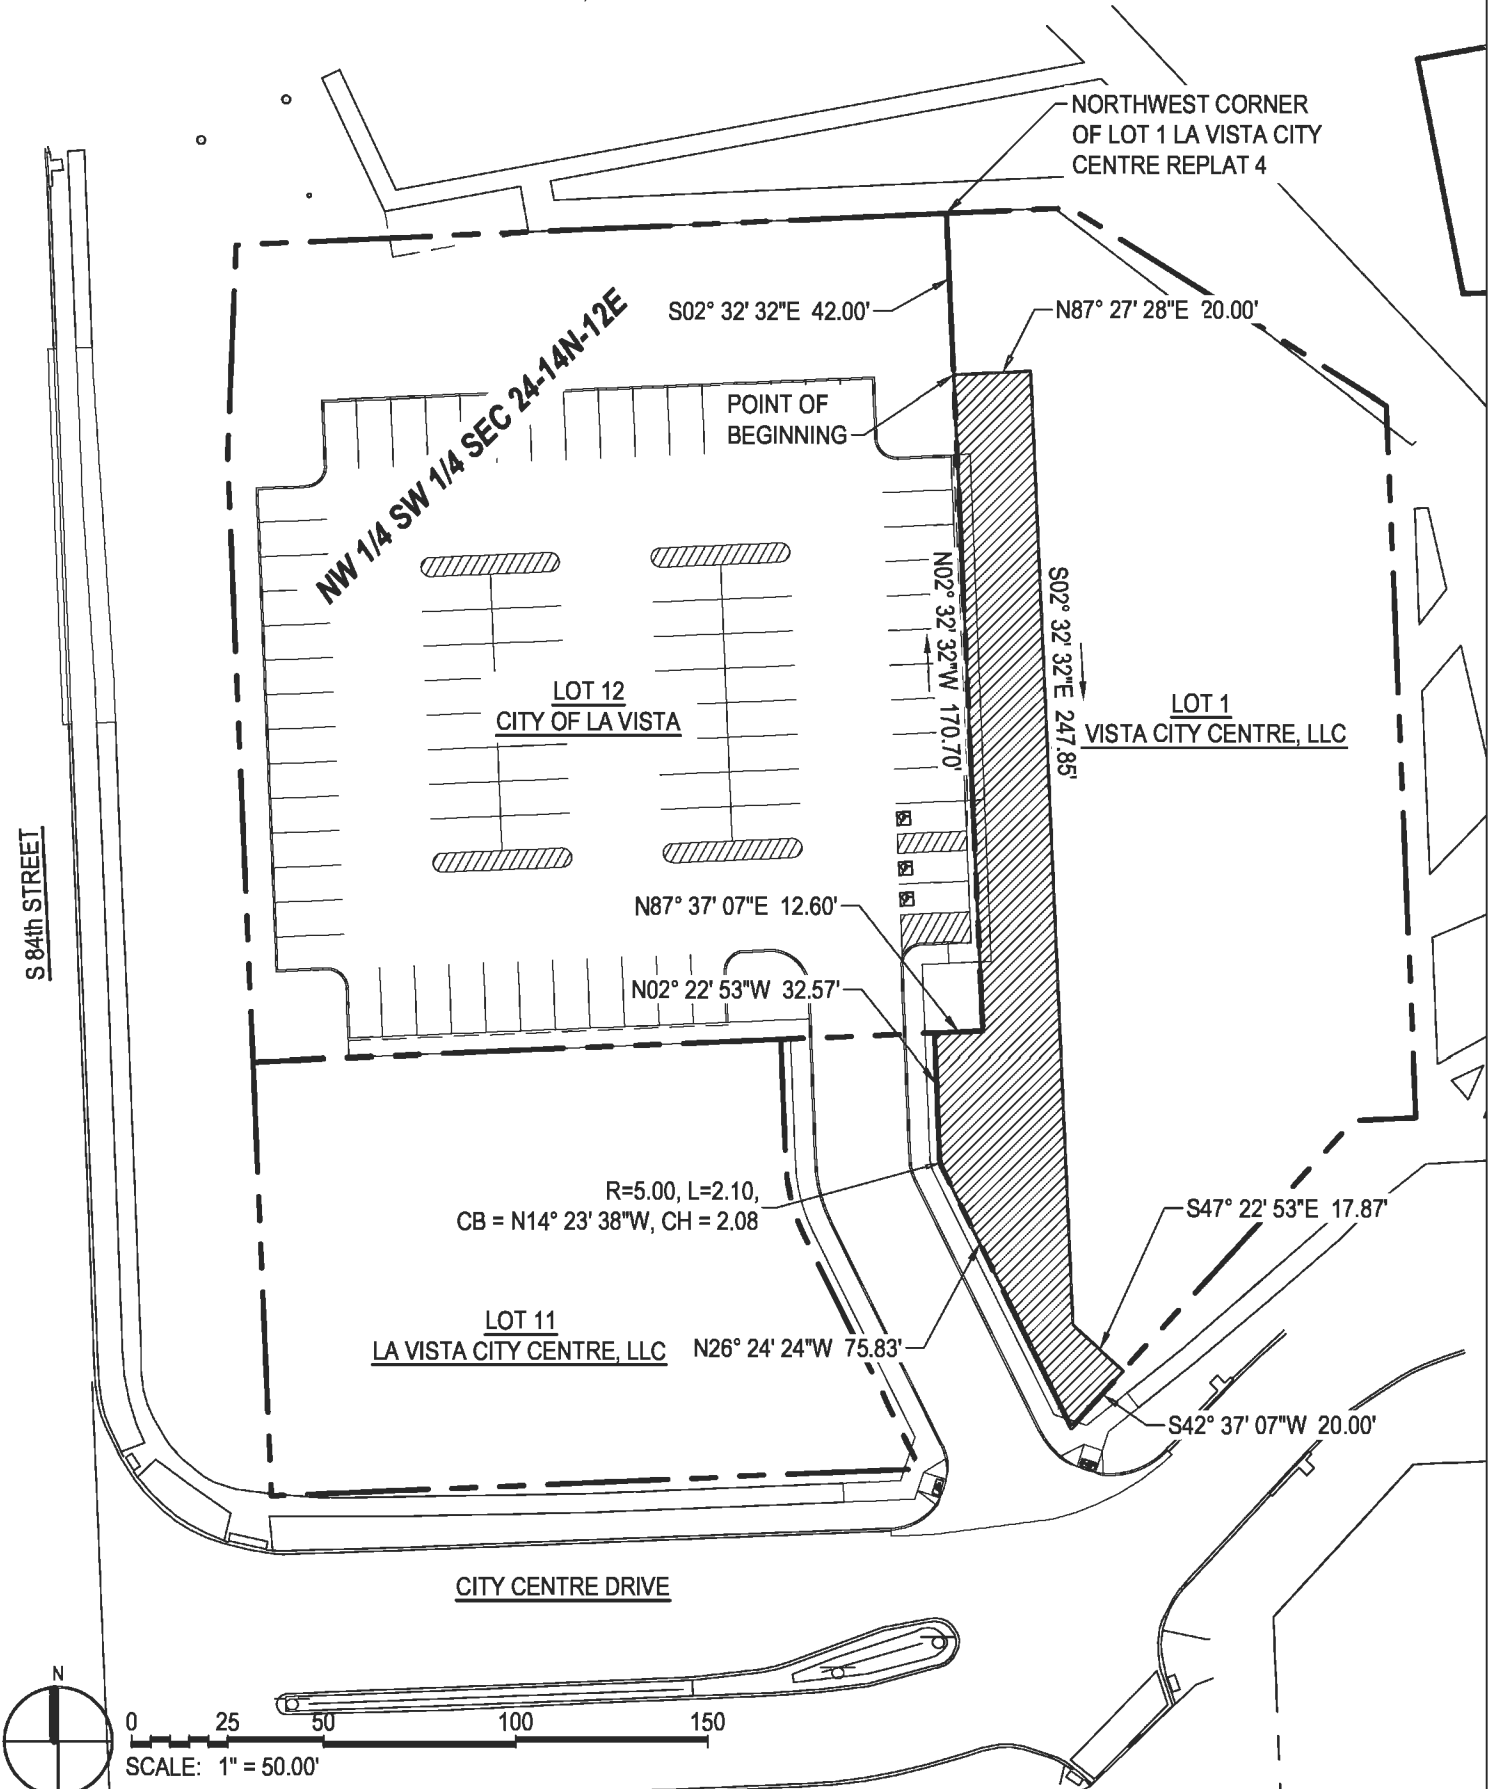 NORTHWEST CORNER
OF LOT 1 LA VISTA CITY
CENTRE REPLAT 4
S02° 32' 32"E 42.00'
N87° 27' 28"E 20.00'
NW 1/4 SW 1/4 SEC 24-14N-12E
POINT OF
BEGINNING
N02° 32' 32"W 170.70'
S02° 32' 32"E 247.85'
LOT 12
CITY OF LA VISTA
LOT 1
VISTA CITY CENTRE, LLC
S 84th STREET
N87° 37' 07"E 12.60'
N02° 22' 53"W 32.57'
R=5.00, L=2.10,
CB = N14° 23' 38"W, CH = 2.08
S47° 22' 53"E 17.87'
LOT 11
LA VISTA CITY CENTRE, LLC
N26° 24' 24"W 75.83'
S42° 37' 07"W 20.00'
CITY CENTRE DRIVE
N
0 25 50 100 150
SCALE: 1" = 50.00'